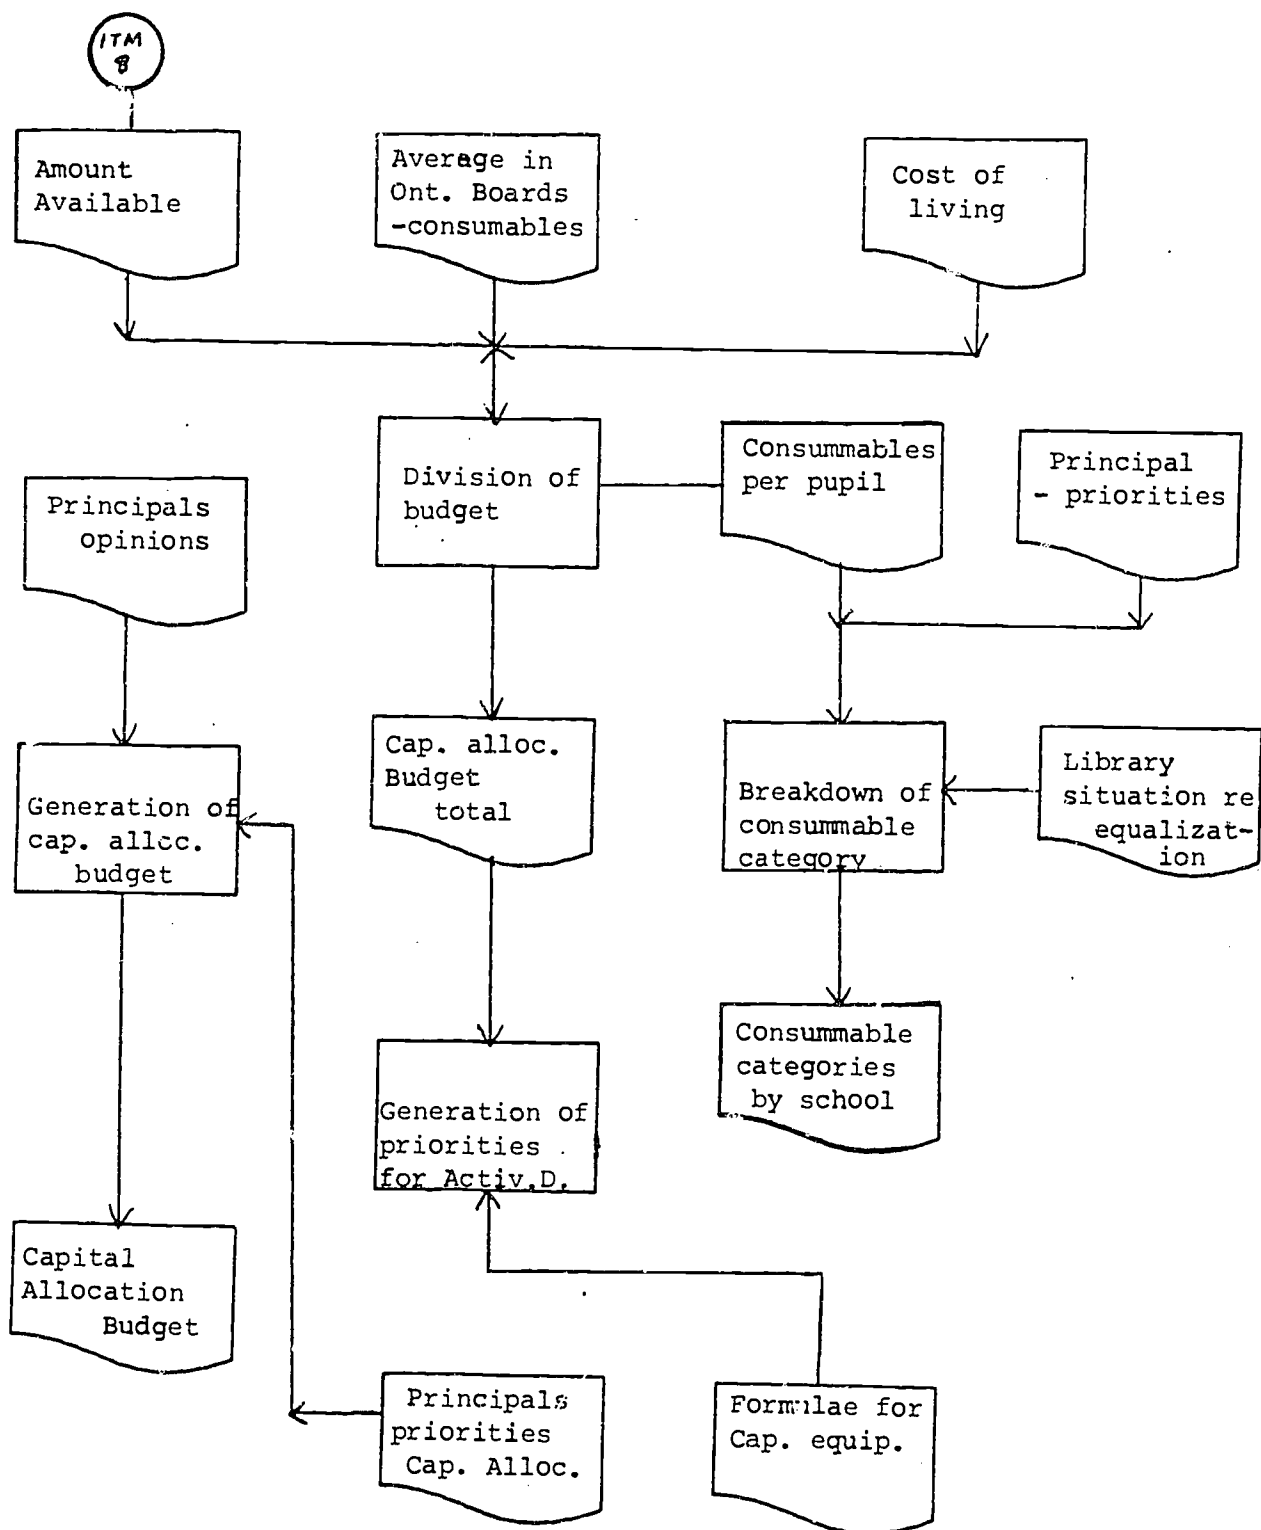 ITM
8
Amount
Available
Average in
Ont. Boards
-consumables
Cost of
living
Division of
budget
Consummables
per pupil
Principal
- priorities
Principals
opinions
Generation of
cap. alloc.
budget
Cap. alloc.
Budget
total
Breakdown of
consummable
category
Library
situation re
equalizat-
ion
Consummable
categories
by school
Generation of
priorities
for Activ.D.
Capital
Allocation
Budget
Principals
priorities
Cap. Alloc.
Formulae for
Cap. equip.